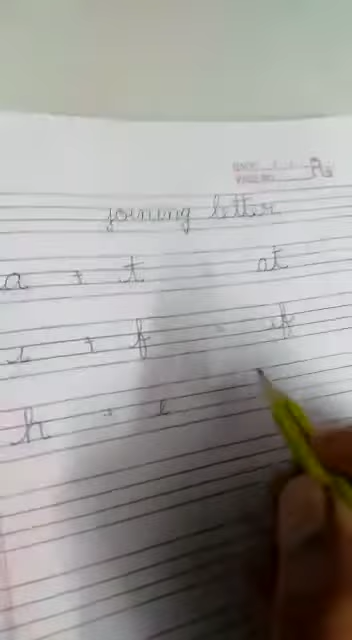 joining letter
a + t at
i + f if
h + e